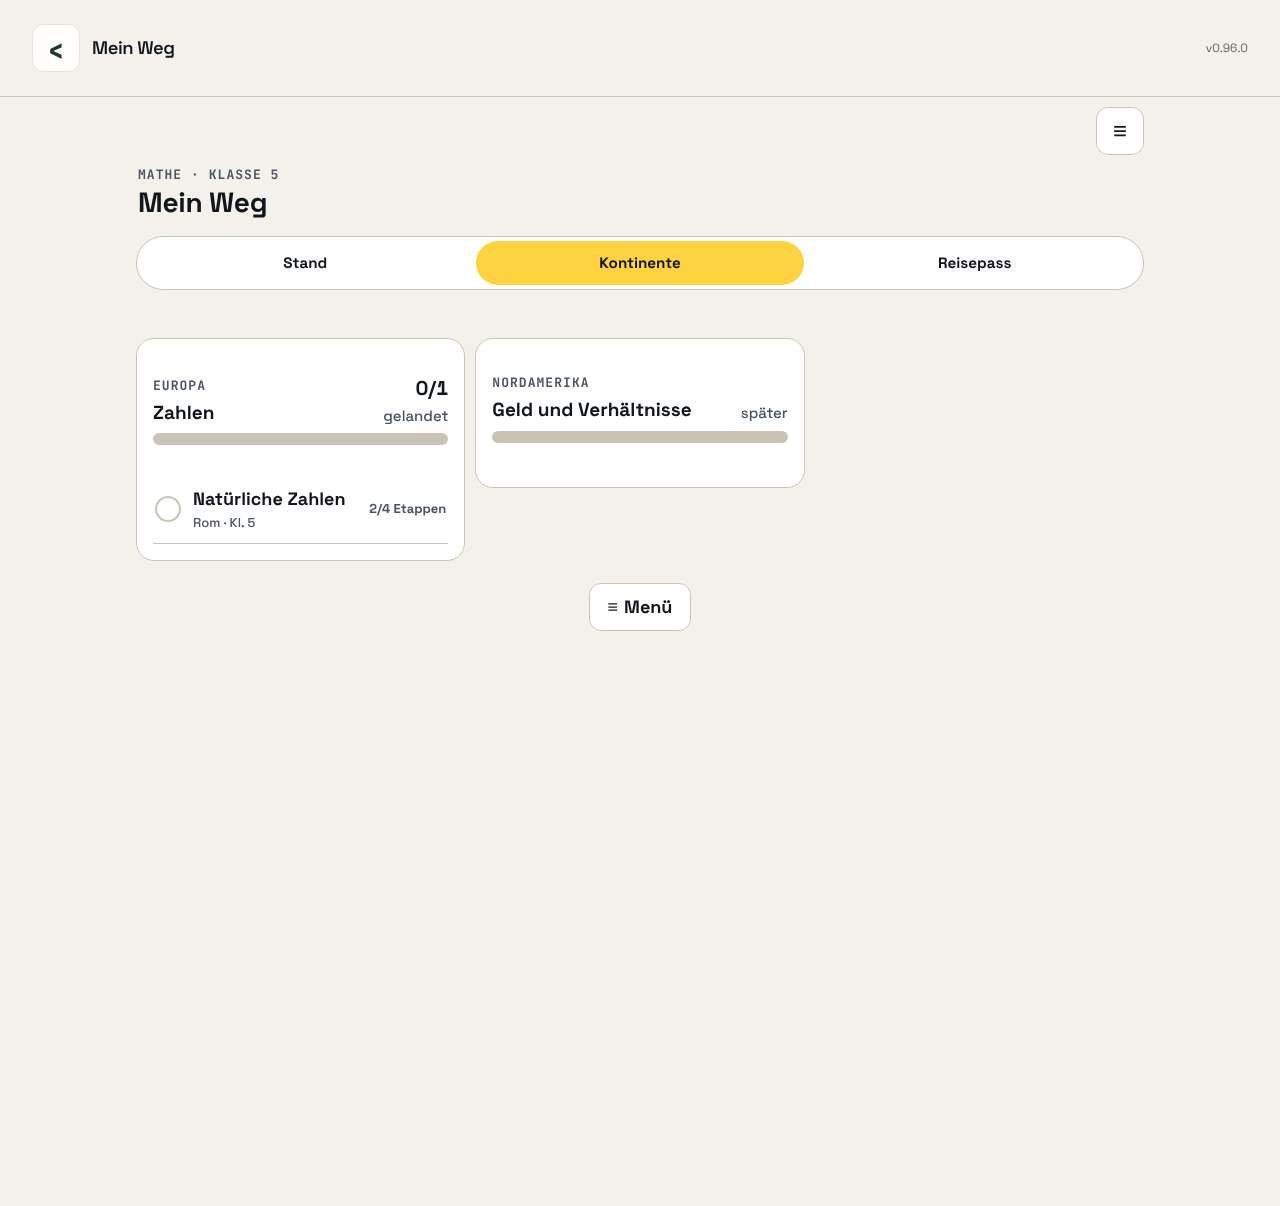 < Mein Weg
v0.96.0
≡
MATHE · KLASSE 5
Mein Weg
Stand
Kontinente
Reisepass
EUROPA
0/1
Zahlen
gelandet
Natürliche Zahlen
Rom · Kl. 5
2/4 Etappen
NORDAMERIKA
Geld und Verhältnisse
später
≡ Menü